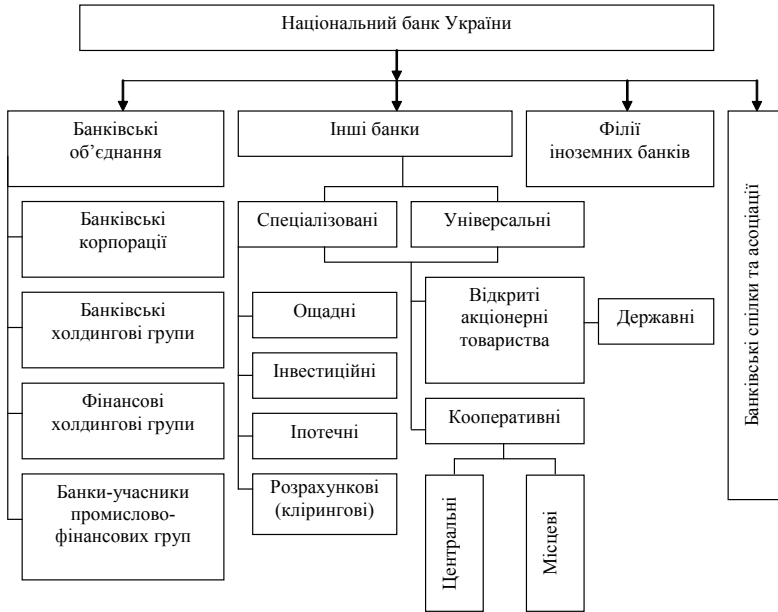 Національний банк України
Банківські
об’єднання
Інші банки
Філії
іноземних банків
Банківські спілки та асоціації
Банківські
корпорації
Банківські
холдингові групи
Фінансові
холдингові групи
Банки-учасники
промислово-
фінансових груп
Спеціалізовані
Універсальні
Ощадні
Інвестиційні
Іпотечні
Розрахункові
(клірингові)
Відкриті
акціонерні
товариства
Державні
Кооперативні
Центральні
Місцеві